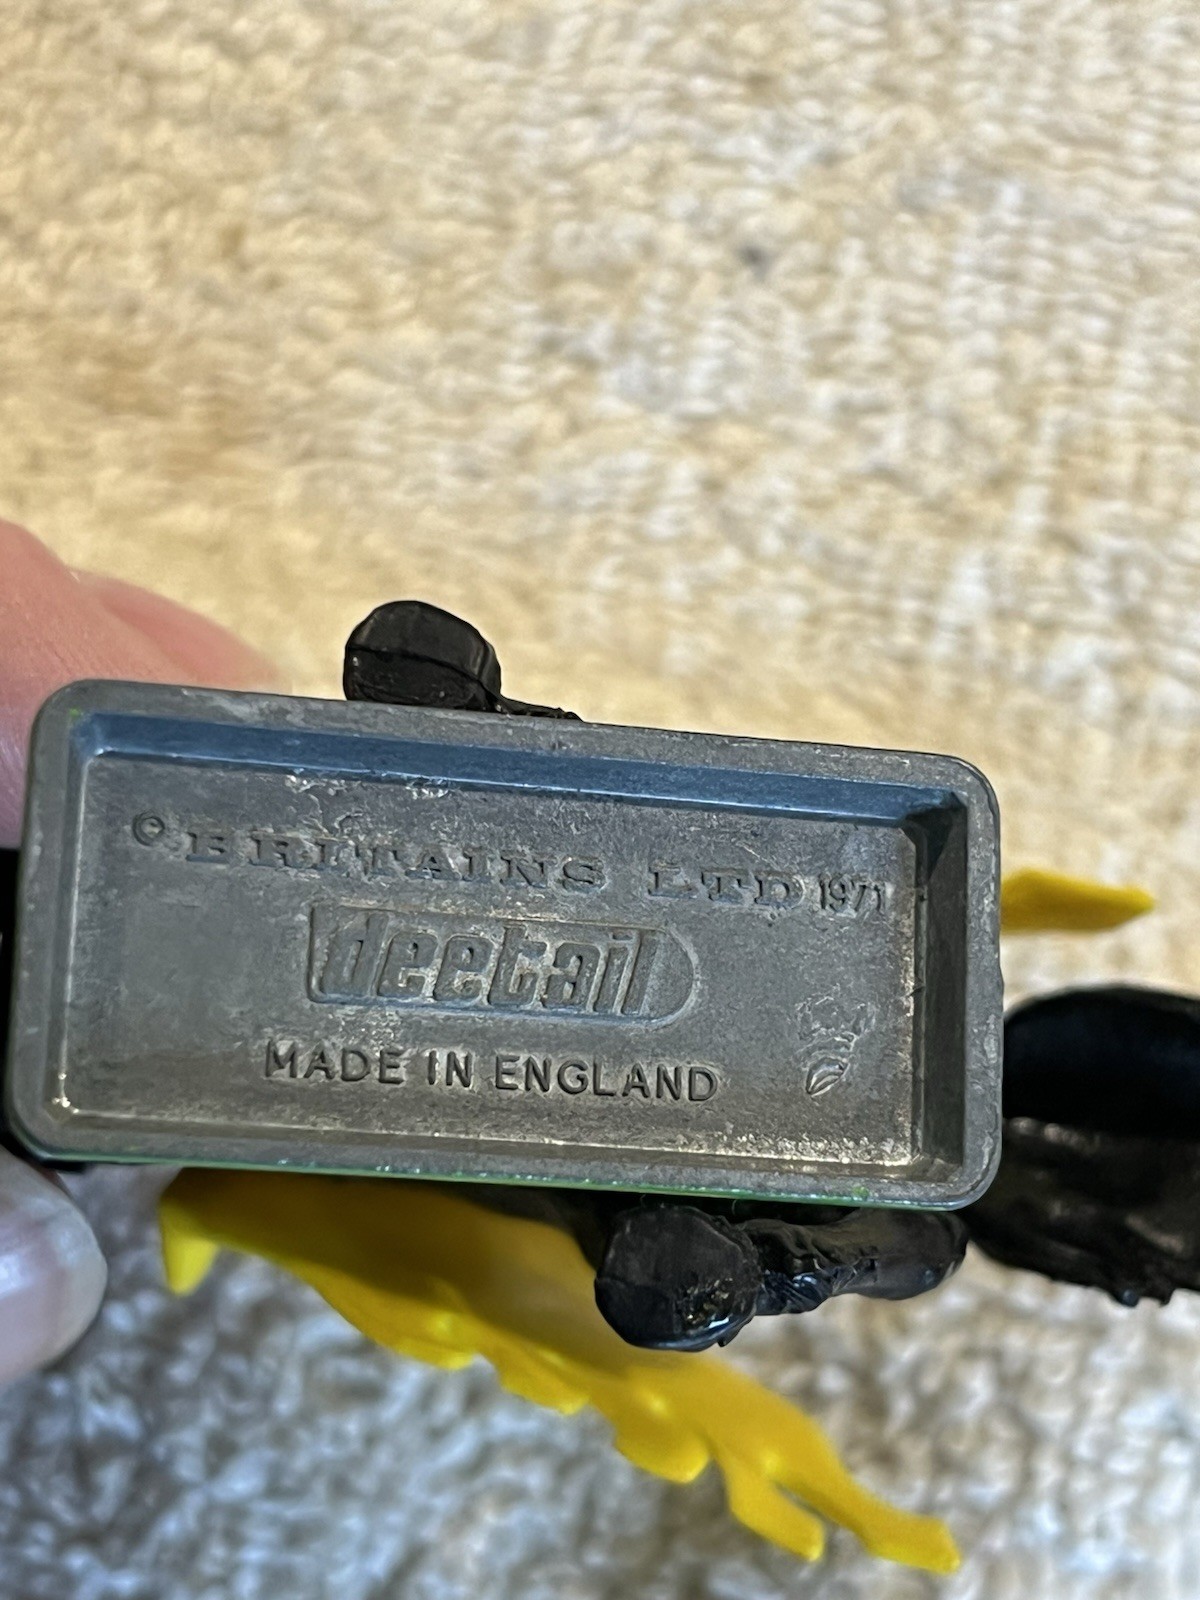 © BRITAINS LTD 1971
deetail
MADE IN ENGLAND